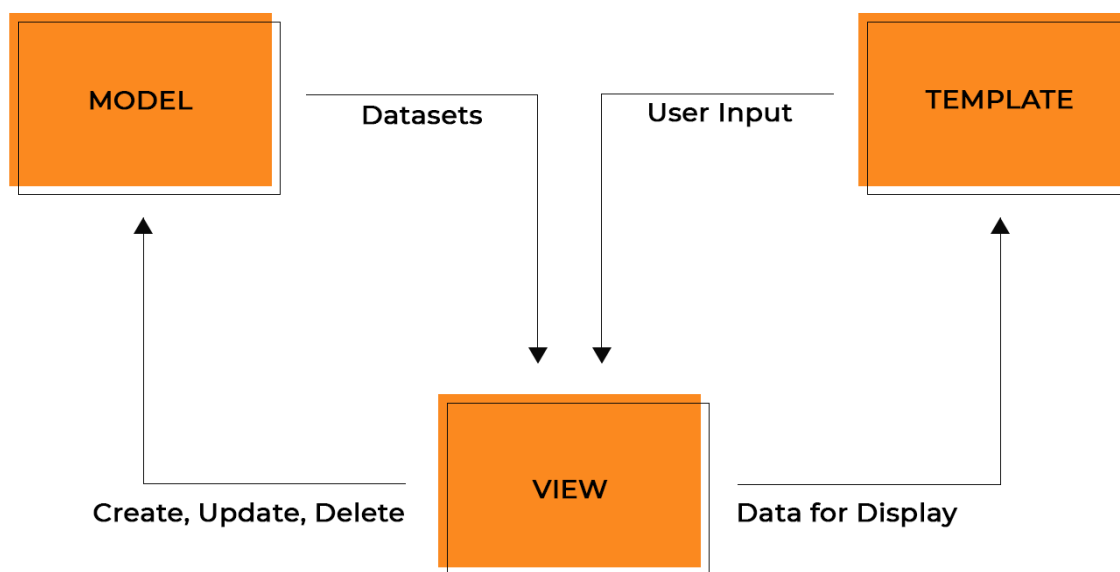 MODEL
Datasets
User Input
TEMPLATE
Create, Update, Delete
VIEW
Data for Display